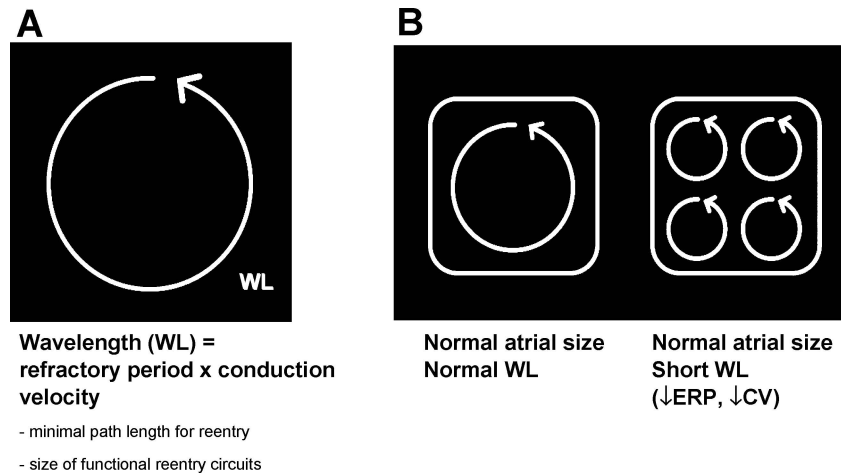 A
WL
Wavelength (WL) =
refractory period x conduction
velocity
- minimal path length for reentry
- size of functional reentry circuits
B
Normal atrial size
Normal WL
Normal atrial size
Short WL
(↓ERP, ↓CV)